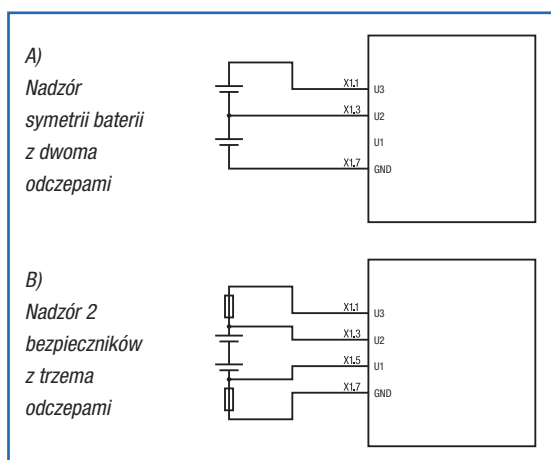 A)
Nadzór
symetrii baterii
z dwoma
odczepami
X1.1 U3
X1.3 U2
U1
X1.7 GND
B)
Nadzór 2
bezpieczników
z trzema
odczepami
X1.1 U3
X1.3 U2
X1.5 U1
X1.7 GND